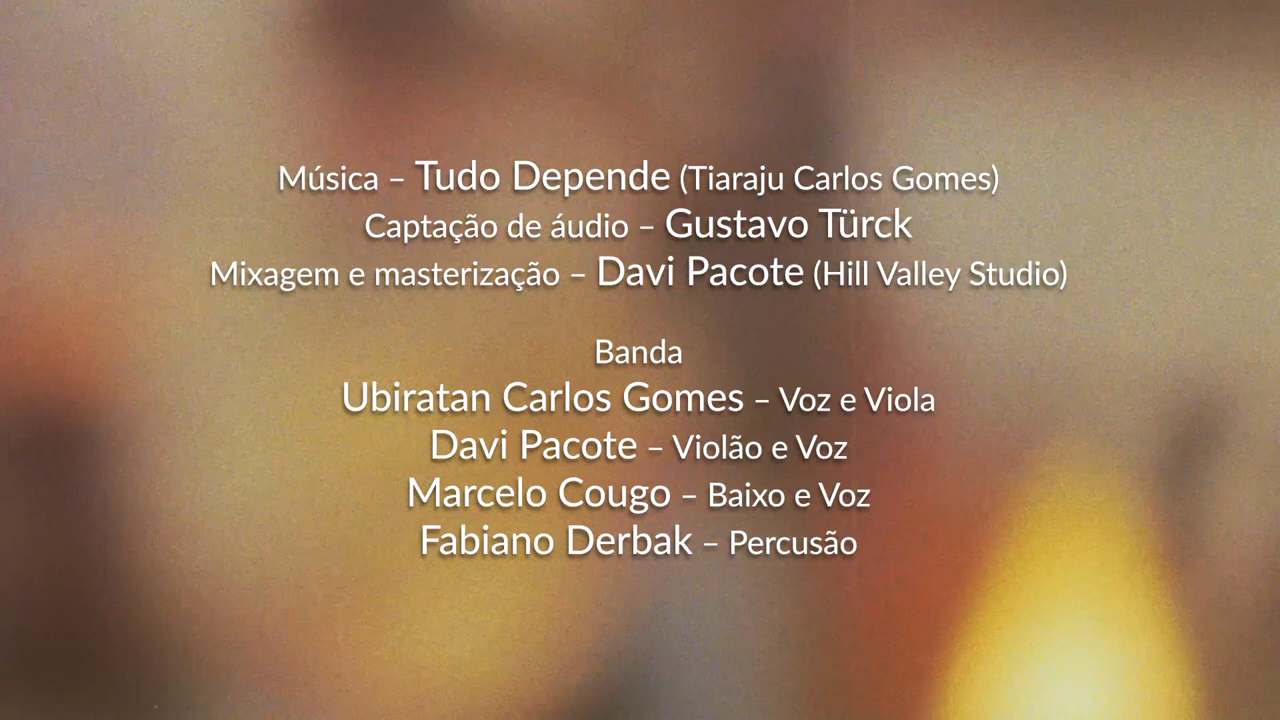 Música – Tudo Depende (Tiaraju Carlos Gomes)
Captação de áudio – Gustavo Türck
Mixagem e masterização – Davi Pacote (Hill Valley Studio)
Banda
Ubiratan Carlos Gomes – Voz e Viola
Davi Pacote – Violão e Voz
Marcelo Cougo – Baixo e Voz
Fabiano Derbak – Percusão